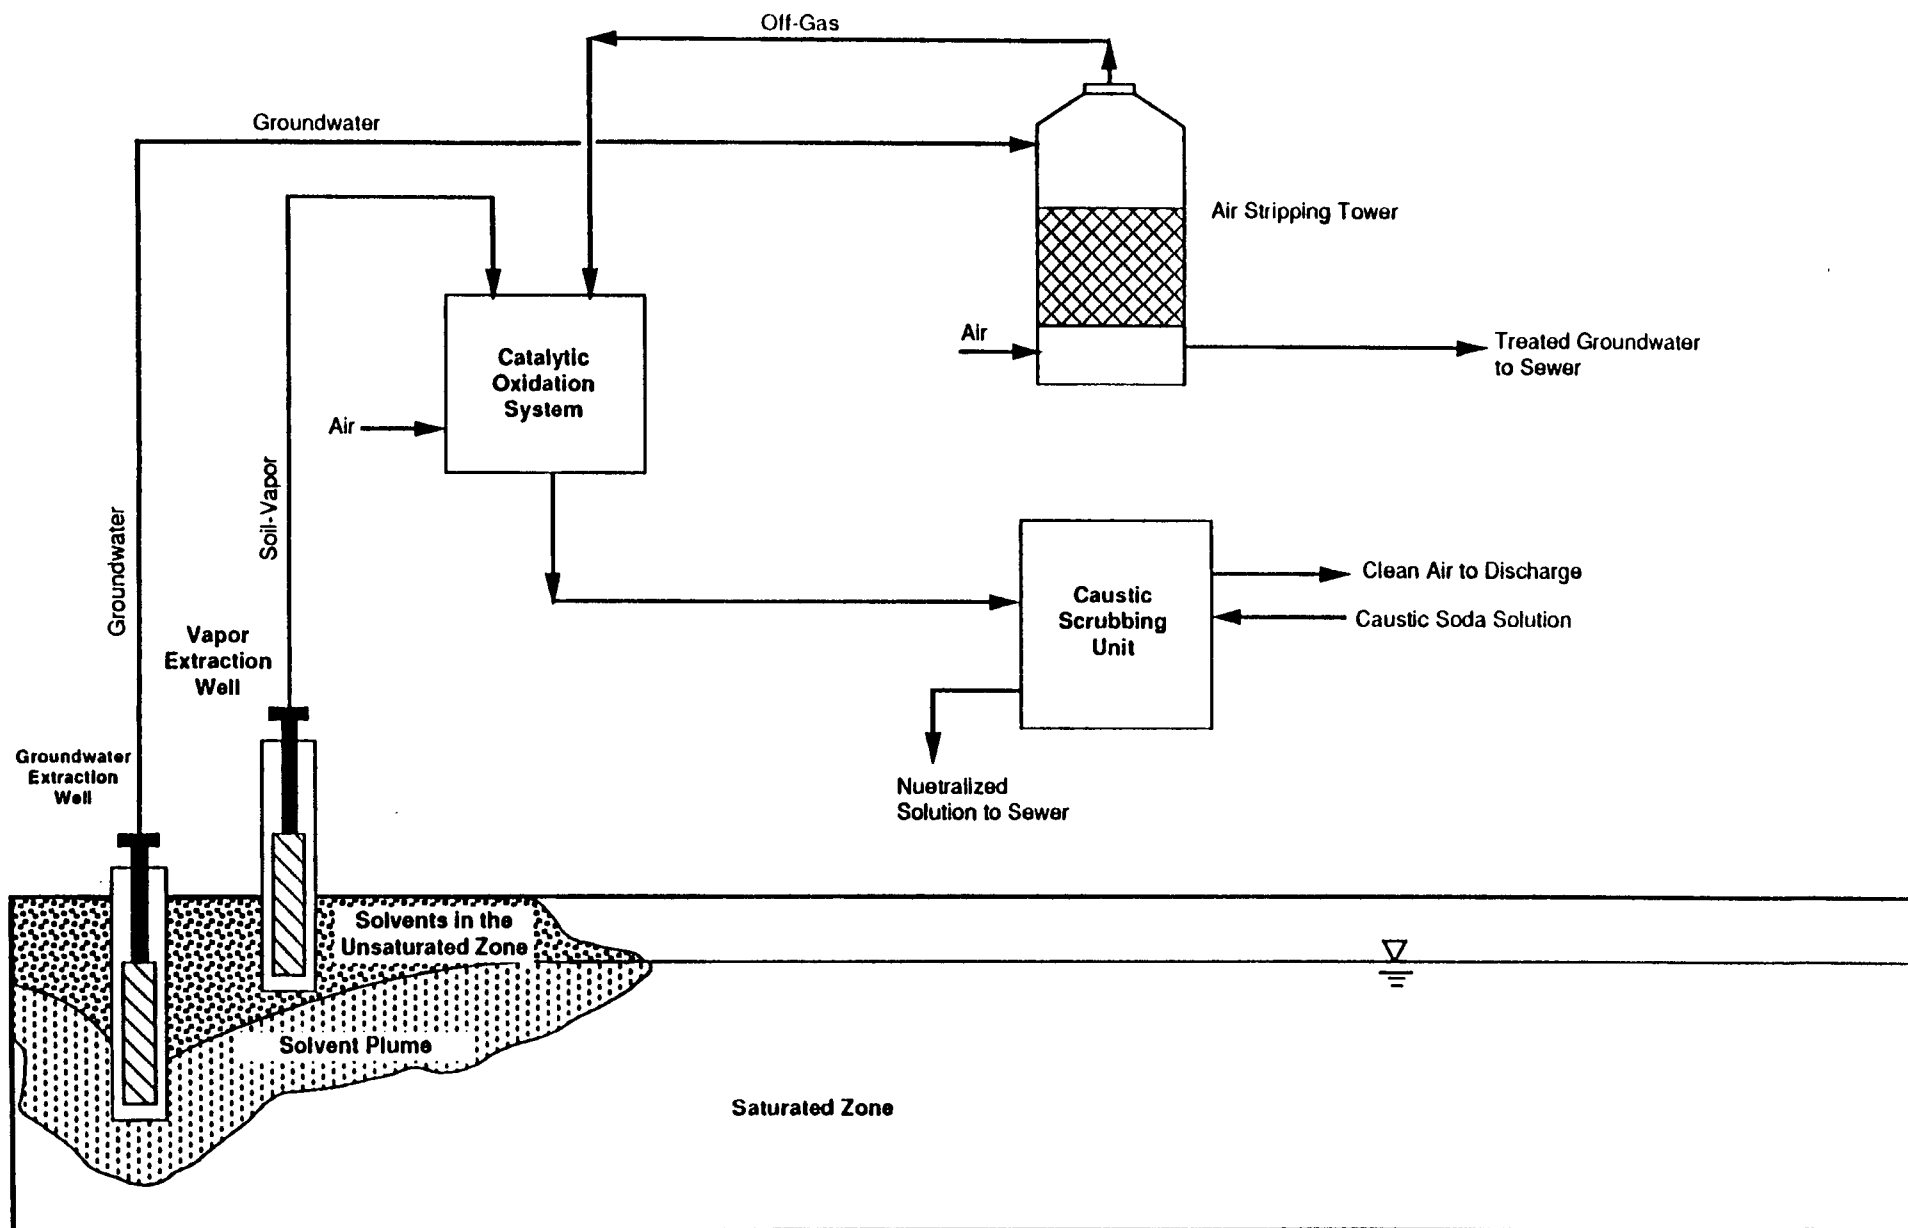 Off-Gas
Groundwater
Air Stripping Tower
Air
Treated Groundwater
to Sewer
Catalytic
Oxidation
System
Air
Soil-Vapor
Groundwater
Clean Air to Discharge
Caustic
Scrubbing
Unit
Caustic Soda Solution
Vapor
Extraction
Well
Groundwater
Extraction
Well
Nuetralized
Solution to Sewer
Solvents in the
Unsaturated Zone
Solvent Plume
Saturated Zone